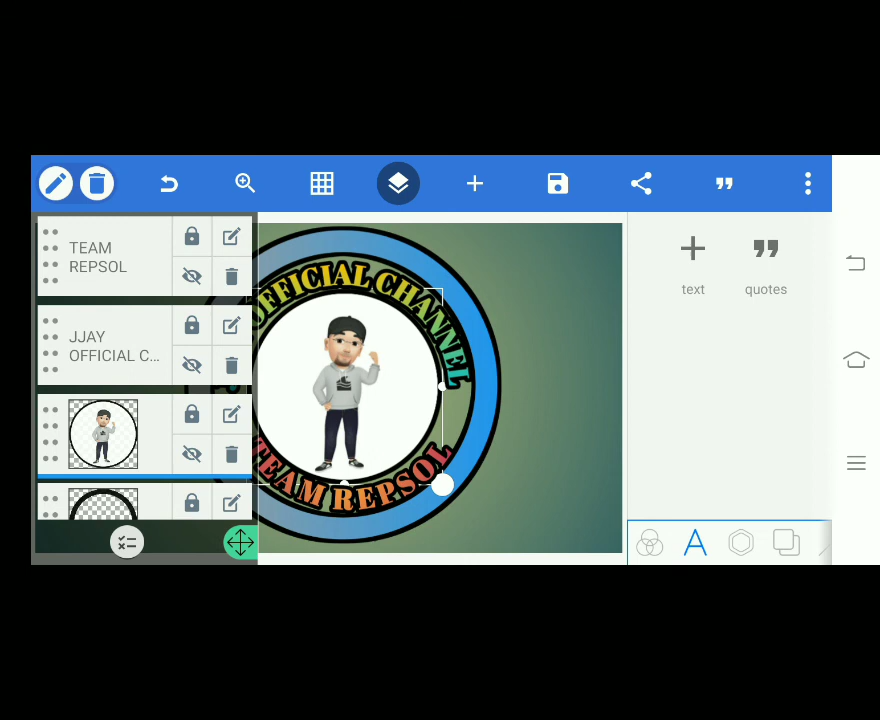 TEAM
REPSOL
JJAY
OFFICIAL C...
OFFICIAL CHANNEL
TEAM REPSOL
text
quotes